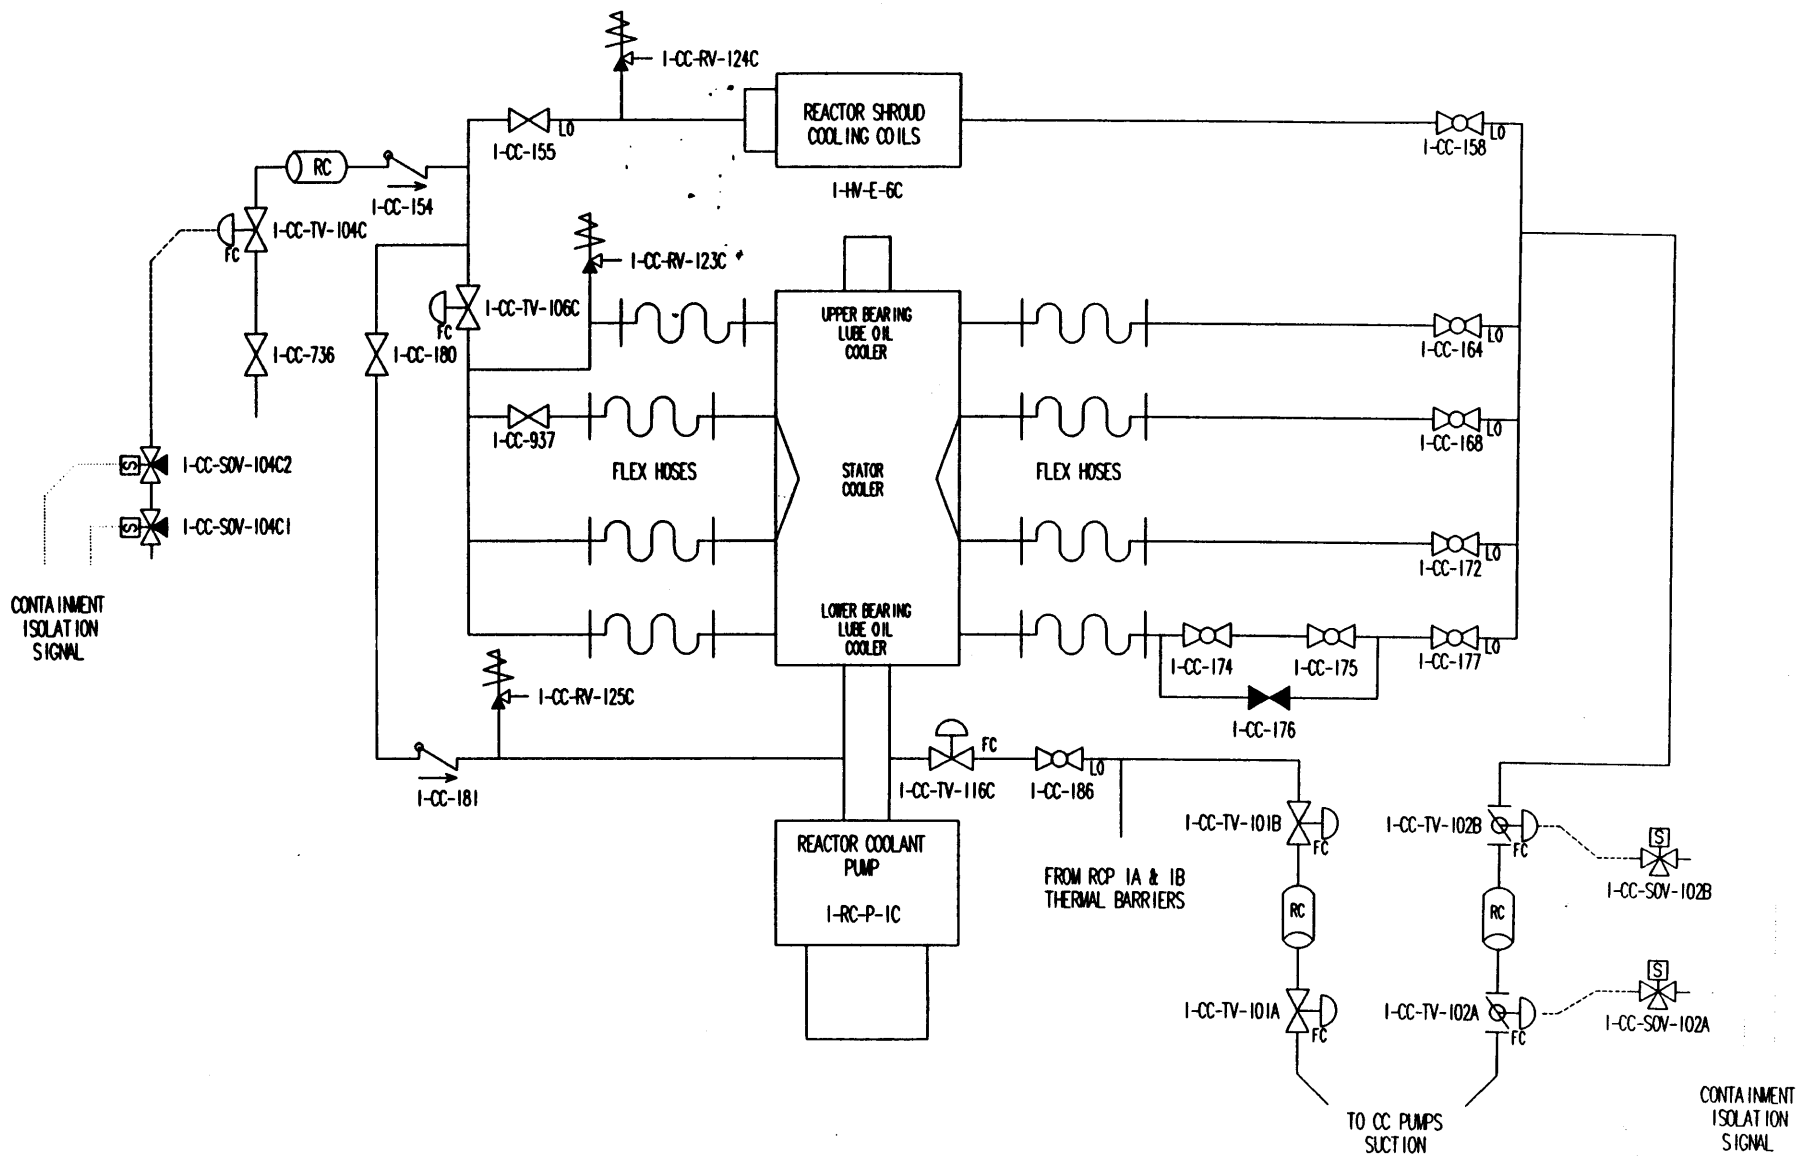 1-CC-RV-124C
REACTOR SHROUD
COOLING COILS
LO
1-CC-155
LO
1-CC-158
RC
1-HV-E-6C
1-CC-154
1-CC-TV-104C
FC
1-CC-RV-123C
1-CC-TV-106C
FC
UPPER BEARING
LUBE OIL
COOLER
LO
1-CC-164
1-CC-736
1-CC-180
LO
1-CC-937
1-CC-168
S
1-CC-SOV-104C2
FLEX HOSES
STATOR
COOLER
FLEX HOSES
S
1-CC-SOV-104C1
LO
1-CC-172
CONTAINMENT
ISOLATION
SIGNAL
LOWER BEARING
LUBE OIL
COOLER
LO
1-CC-174
1-CC-175
1-CC-177
1-CC-RV-125C
1-CC-176
FC
LO
1-CC-181
1-CC-TV-116C
1-CC-186
1-CC-TV-101B
FC
1-CC-TV-102B
FC
S
1-CC-SOV-102B
REACTOR COOLANT
PUMP
1-RC-P-1C
FROM RCP 1A & 1B
THERMAL BARRIERS
RC
RC
S
1-CC-TV-101A
FC
1-CC-TV-102A
FC
1-CC-SOV-102A
TO CC PUMPS
SUCTION
CONTAINMENT
ISOLATION
SIGNAL